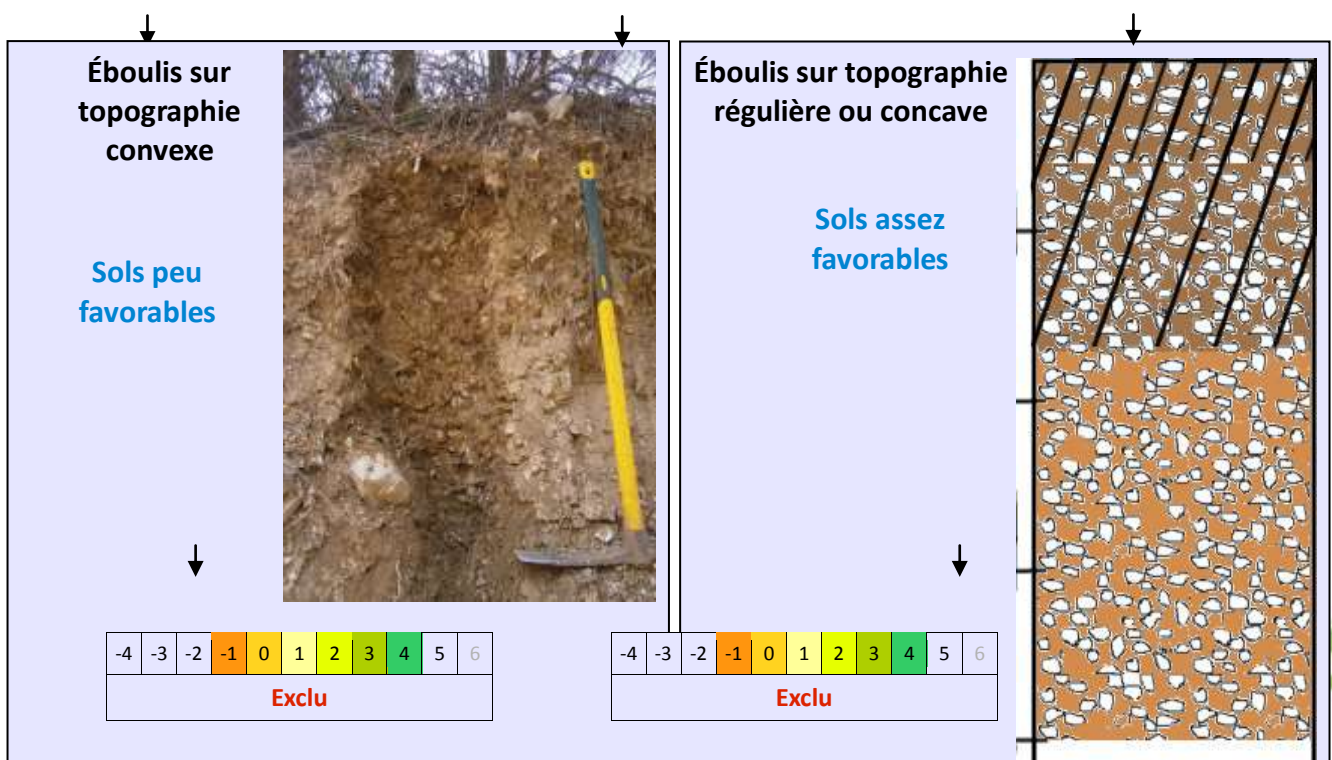 Éboulis sur
topographie
convexe
Sols peu
favorables
-4 -3 -2 -1 0 1 2 3 4 5 6
Exclu
Éboulis sur topographie
régulière ou concave
Sols assez
favorables
-4 -3 -2 -1 0 1 2 3 4 5 6
Exclu